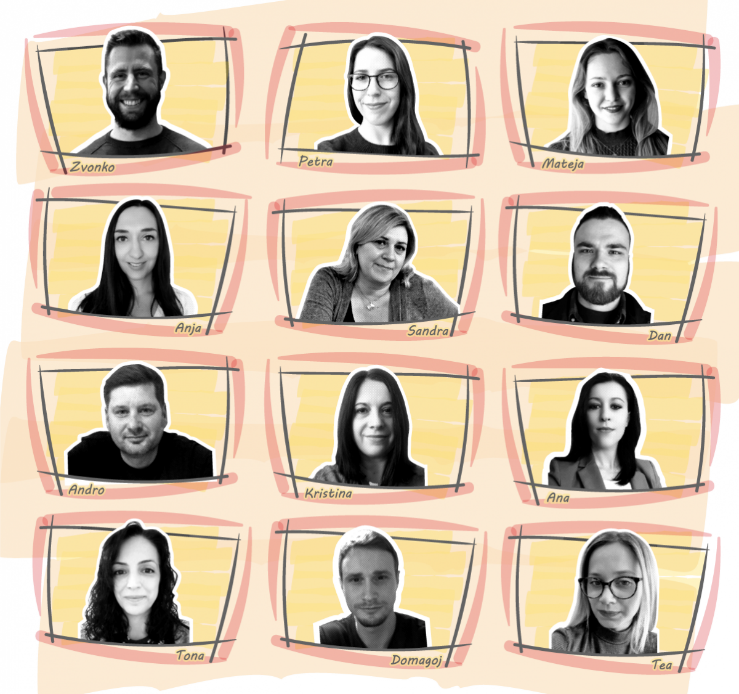 Zvonko
Petra
Mateja
Anja
Sandra
Dan
Andro
Kristina
Ana
Tona
Domagoj
Tea